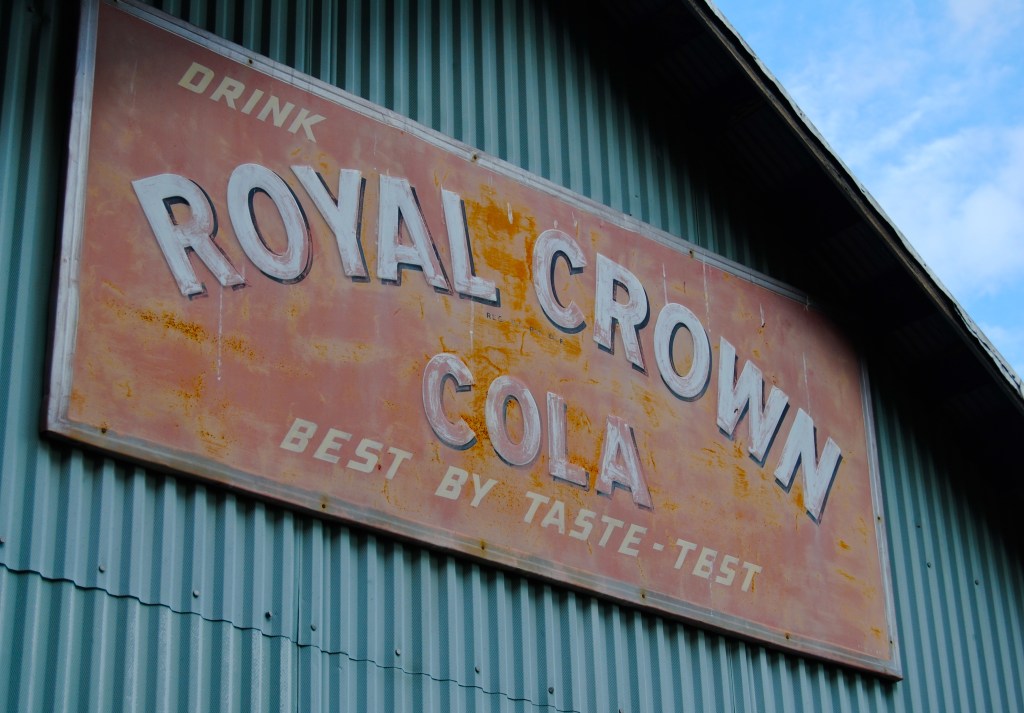 DRINK
ROYAL CROWN
COLA
BEST BY TASTE-TEST